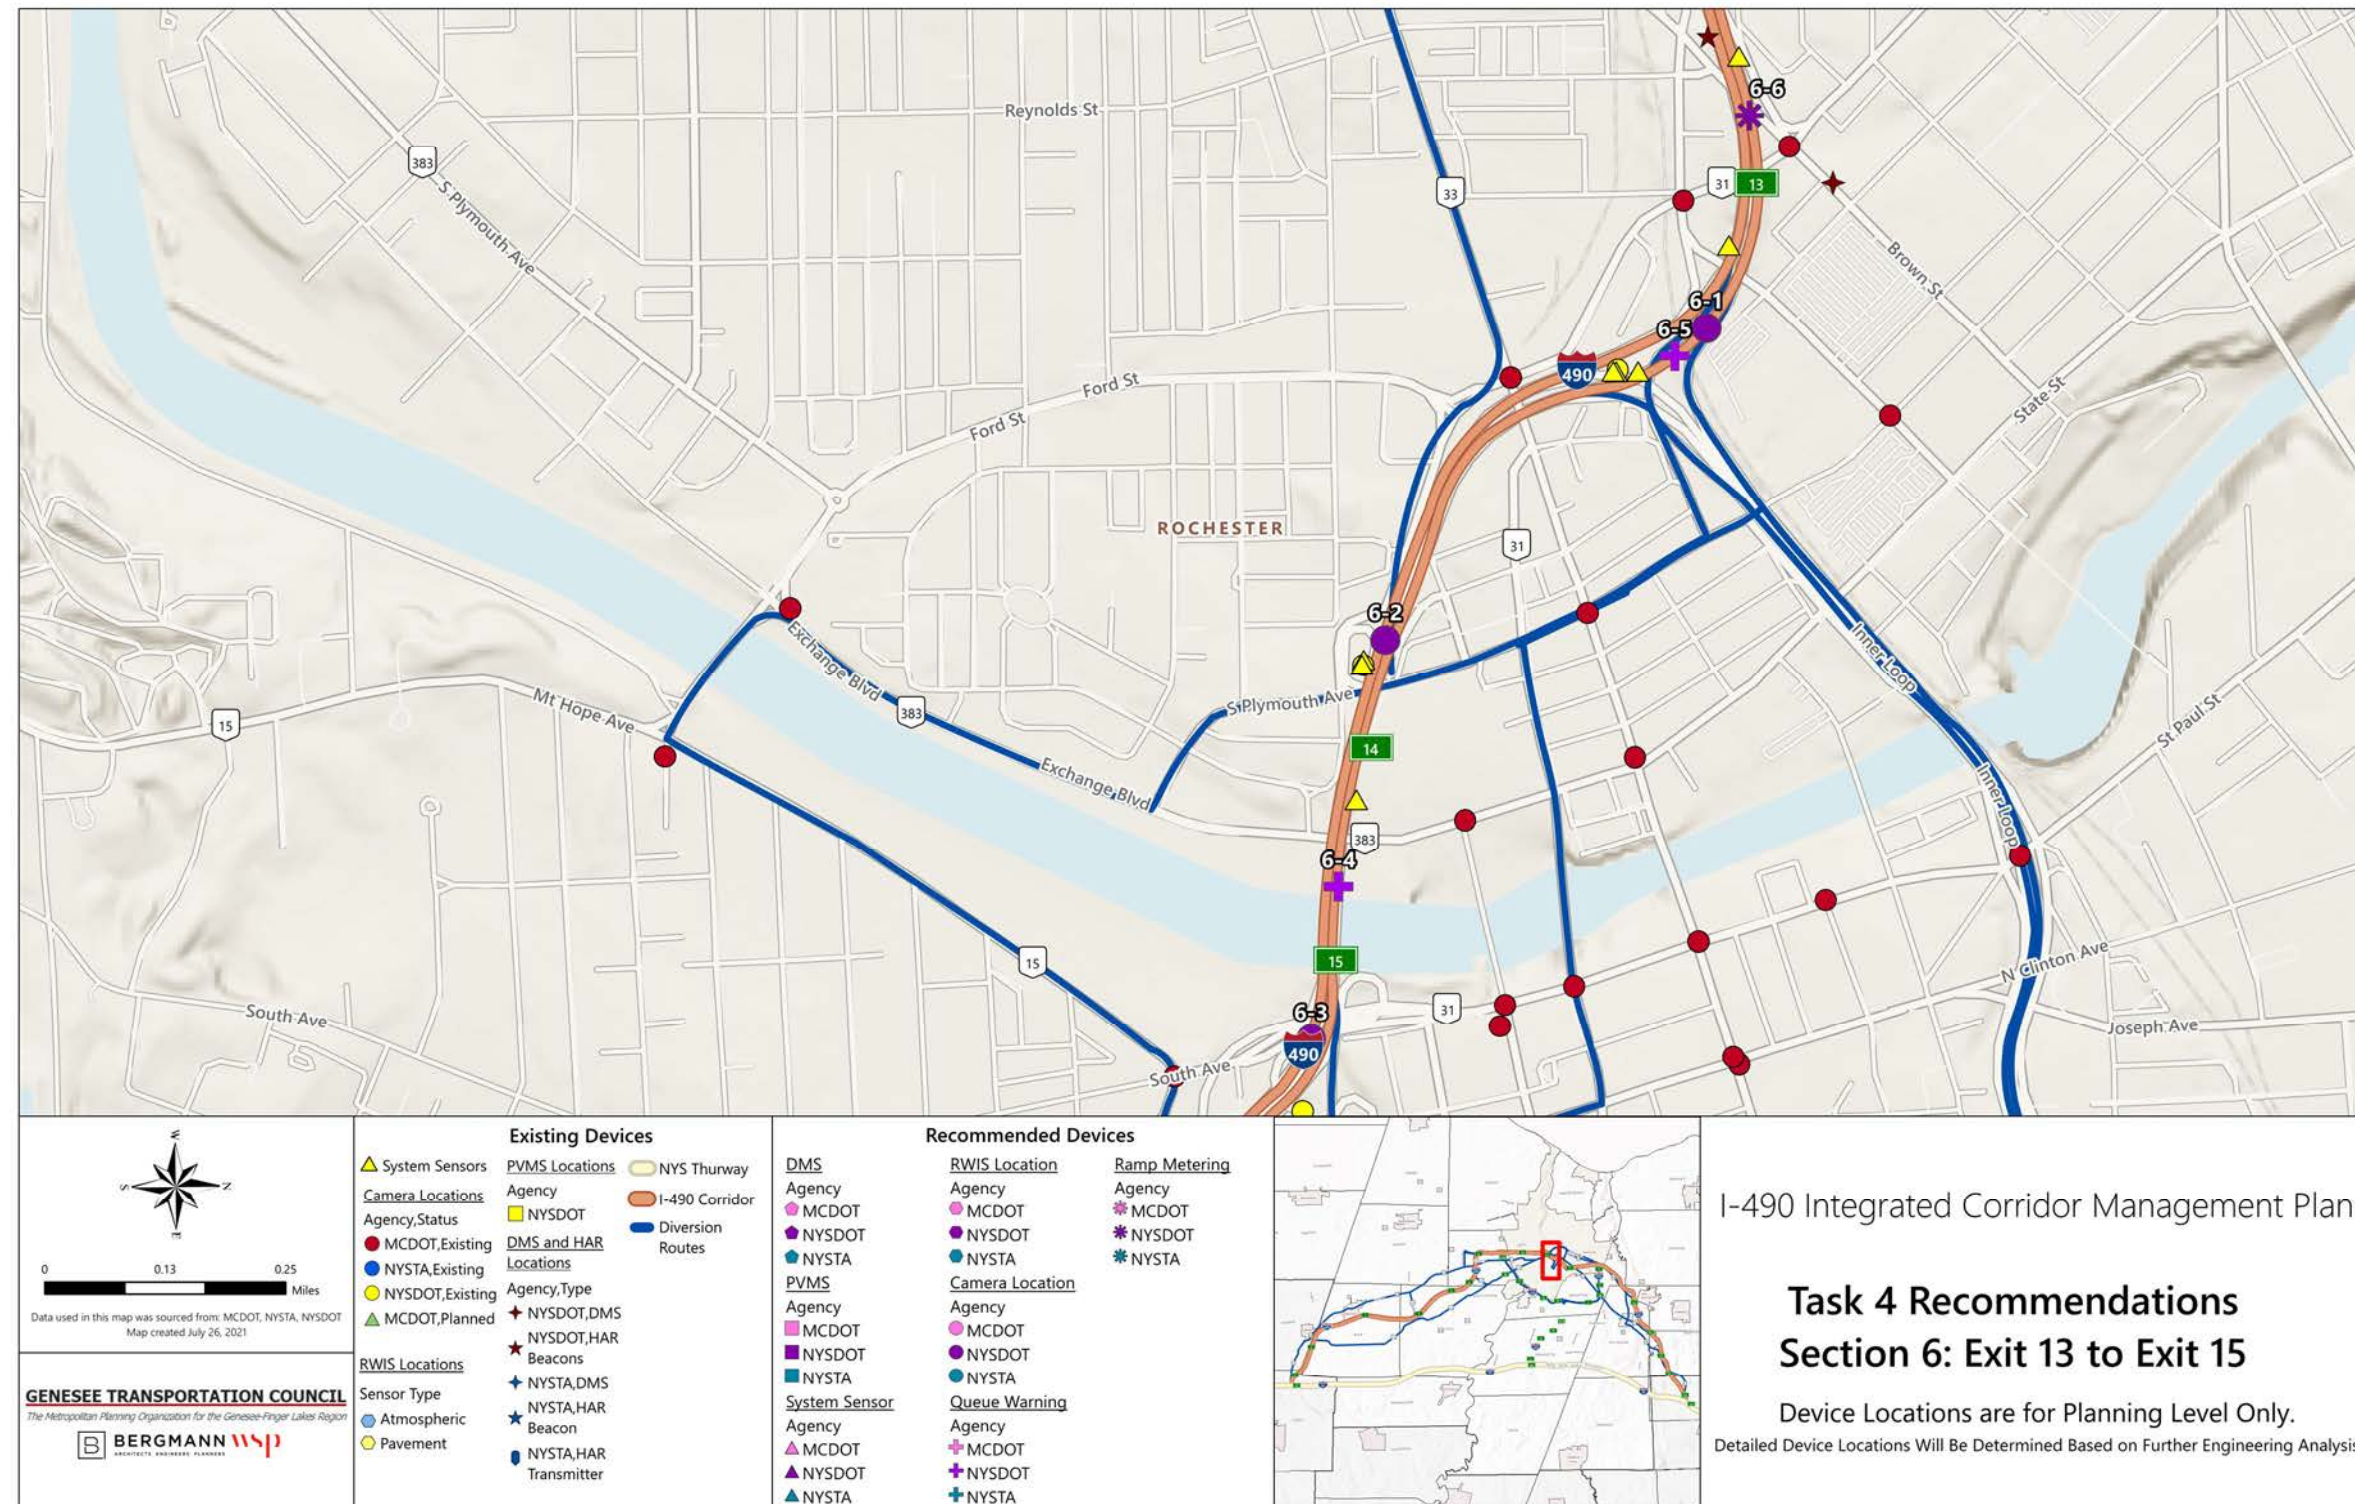 Reynolds St
6-6
383
S Plymouth Ave
33
31
13
Brown St
6-1
6-5
490
State St
Ford St
Ford St
ROCHESTER
31
6-2
Exchange Blvd
Inner Loop
383
S Plymouth Ave
Mt Hope Ave
15
St Paul St
14
Exchange Blvd
Inner Loop
383
6-4
15
15
N Clinton Ave
6-3
31
South Ave
490
Joseph Ave
South Ave
W
S
N
E
0 0.13 0.25
Miles
Data used in this map was sourced from: MCDOT, NYSTA, NYSDOT
Map created July 26, 2021
GENESEE TRANSPORTATION COUNCIL
The Metropolitan Planning Organization for the Genesee-Finger Lakes Region
B BERGMANN wsp
ARCHITECTS ENGINEERS PLANNERS
Existing Devices
System Sensors
Camera Locations
Agency,Status
MCDOT,Existing
NYSTA,Existing
NYSDOT,Existing
MCDOT,Planned
RWIS Locations
Sensor Type
Atmospheric
Pavement
PVMS Locations
Agency
NYSDOT
DMS and HAR
Locations
Agency,Type
NYSDOT,DMS
NYSDOT,HAR
Beacons
NYSTA,DMS
NYSTA,HAR
Beacon
NYSTA,HAR
Transmitter
NYS Thurway
I-490 Corridor
Diversion
Routes
Recommended Devices
DMS
Agency
MCDOT
NYSDOT
NYSTA
PVMS
Agency
MCDOT
NYSDOT
NYSTA
System Sensor
Agency
MCDOT
NYSDOT
NYSTA
RWIS Location
Agency
MCDOT
NYSDOT
NYSTA
Camera Location
Agency
MCDOT
NYSDOT
NYSTA
Queue Warning
Agency
MCDOT
NYSDOT
NYSTA
Ramp Metering
Agency
MCDOT
NYSDOT
NYSTA
I-490 Integrated Corridor Management Plan
Task 4 Recommendations
Section 6: Exit 13 to Exit 15
Device Locations are for Planning Level Only.
Detailed Device Locations Will Be Determined Based on Further Engineering Analysis